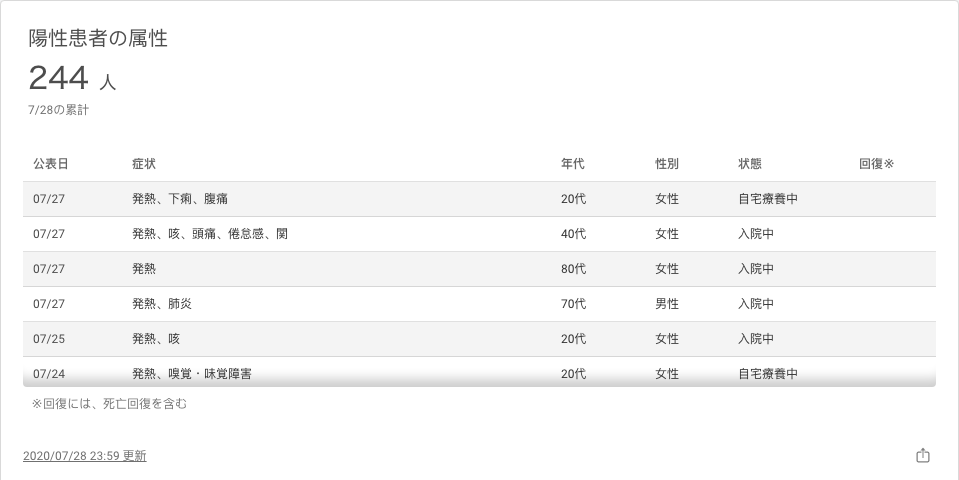 陽性患者の属性
244 人
7/28の累計
公表日 症状 年代 性別 状態 回復※
07/27 発熱、下痢、腹痛 20代 女性 自宅療養中
07/27 発熱、咳、頭痛、倦怠感、関 40代 女性 入院中
07/27 発熱 80代 女性 入院中
07/27 発熱、肺炎 70代 男性 入院中
07/25 発熱、咳 20代 女性 入院中
07/24 発熱、嗅覚・味覚障害 20代 女性 自宅療養中
※回復には、死亡回復を含む
2020/07/28 23:59 更新